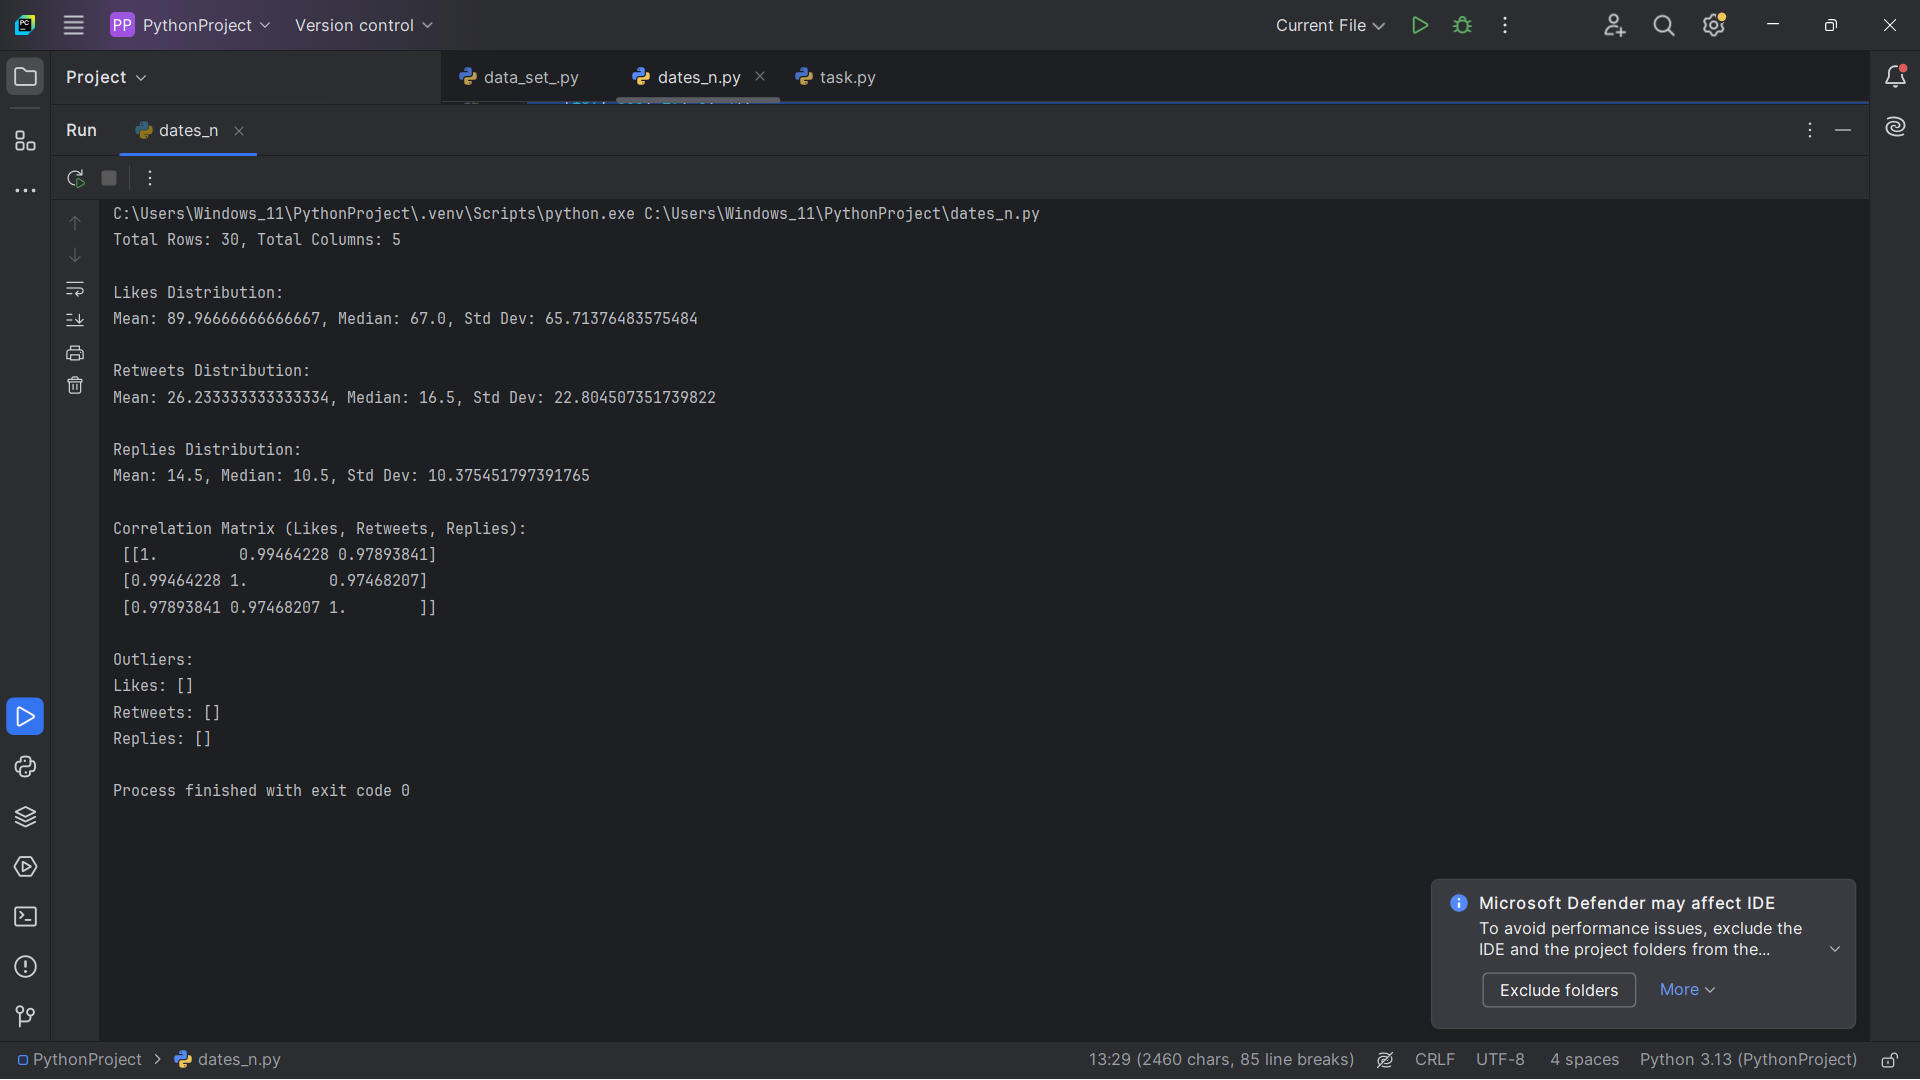 PP PythonProject Version control Current File
Project data_set_.py dates_n.py task.py
Run dates_n
C:\Users\Windows_11\PythonProject\.venv\Scripts\python.exe C:\Users\Windows_11\PythonProject\dates_n.py
Total Rows: 30, Total Columns: 5
Likes Distribution:
Mean: 89.96666666666667, Median: 67.0, Std Dev: 65.71376483575484
Retweets Distribution:
Mean: 26.233333333333334, Median: 16.5, Std Dev: 22.804507351739822
Replies Distribution:
Mean: 14.5, Median: 10.5, Std Dev: 10.375451797391765
Correlation Matrix (Likes, Retweets, Replies):
[[1. 0.99464228 0.97893841]
[0.99464228 1. 0.97468207]
[0.97893841 0.97468207 1. ]]
Outliers:
Likes: []
Retweets: []
Replies: []
Process finished with exit code 0
Microsoft Defender may affect IDE
To avoid performance issues, exclude the
IDE and the project folders from the...
Exclude folders More
PythonProject dates_n.py 13:29 (2460 chars, 85 line breaks) CRLF UTF-8 4 spaces Python 3.13 (PythonProject)